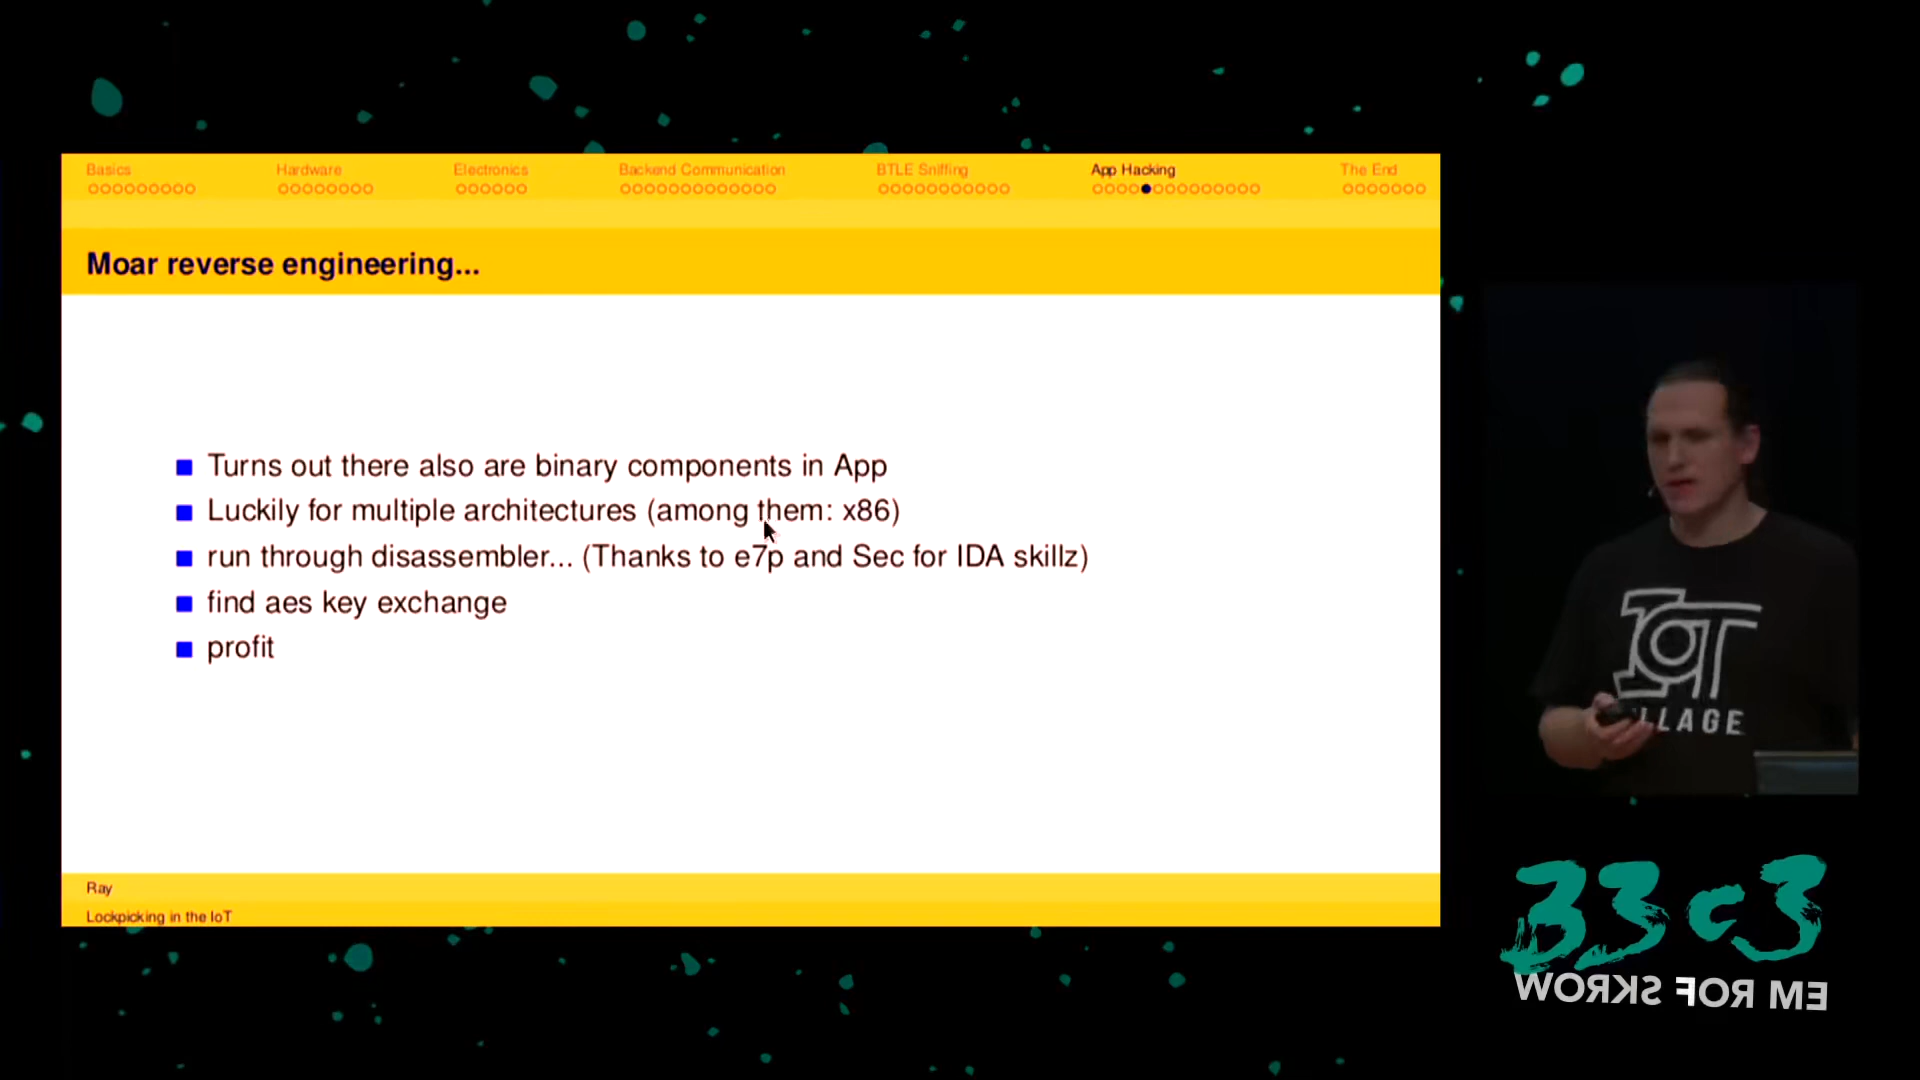 Basics Hardware Electronics Backend Communication BTLE Sniffing App Hacking The End
Moar reverse engineering...
Turns out there also are binary components in App
Luckily for multiple architectures (among them: x86)
run through disassembler... (Thanks to e7p and Sec for IDA skillz)
find aes key exchange
profit
Ray
Lockpicking in the IoT
IOT
LLAGE
33c3
WORKS FOR ME